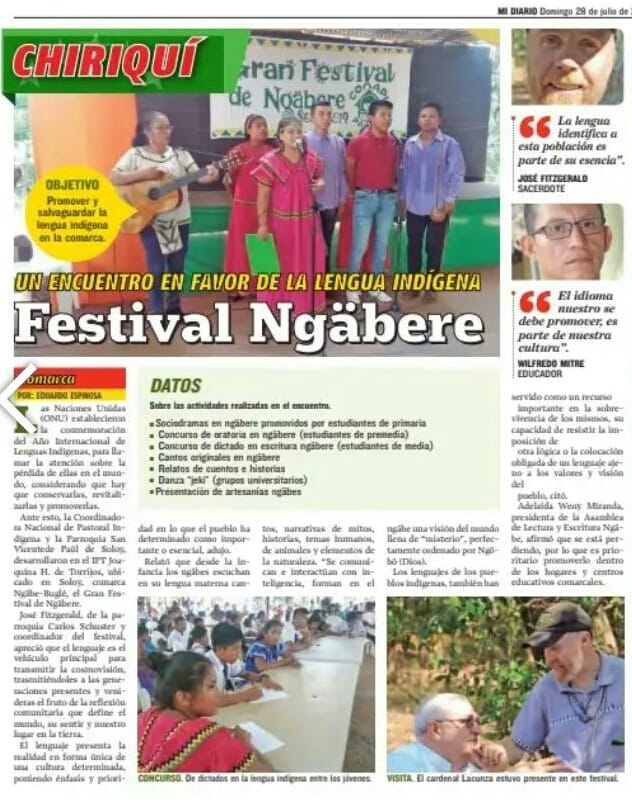 MI DIARIO Domingo 28 de julio de
CHIRIQUÍ
Gran Festival
de Ngäbere
OBJETIVO
Promover y
salvaguardar la
lengua indígena
en la comarca.
UN ENCUENTRO EN FAVOR DE LA LENGUA INDÍGENA
Festival Ngäbere
“ La lengua
identifica a
esta población es
parte de su esencia”.
JOSÉ FITZGERALD
SACERDOTE
“ El idioma
nuestro se
debe promover, es
parte de nuestra
cultura”.
WILFREDO MITRE
EDUCADOR
omarca
POR: EDUARDO ESPINOSA
as Naciones Unidas
(ONU) establecieron
la conmemoración
del Año Internacional de
Lenguas Indígenas, para lla-
mar la atención sobre la
pérdida de ellas en el mun-
do, considerando que hay
que conservarlas, revitali-
zarlas y promoverlas.
Ante esto, la Coordinado-
ra Nacional de Pastoral Indí-
gena y la Parroquia San
Vicentede Paúl de Soloy,
desarrollaron en el IPT Joa-
quina H. de Torrijos, ubi-
cado en Soloy, comarca
Ngäbe-Buglé, el Gran Fes-
tival de Ngäbere.
José Fitzgerald, de la pa-
rroquia Carlos Schuster y
coordinador del festival,
apreció que el lenguaje es el
vehículo principal para
transmitir la cosmovisión,
trasmitiéndoles a las gene-
raciones presentes y veni-
deras el fruto de la reflexión
comunitaria que define el
mundo, su sentir y nuestro
lugar en la tierra.
El lenguaje presenta la
realidad en forma única de
una cultura determinada,
poniendo énfasis y priori-
DATOS
Sobre las actividades realizadas en el encuentro.
▪ Sociodramas en ngäbere promovidos por estudiantes de primaria
▪ Concurso de oratoria en ngäbere (estudiantes de premedia)
▪ Concurso de dictado en escritura ngäbere (estudiantes de media)
▪ Cantos originales en ngäbere
▪ Relatos de cuentos e historias
▪ Danza “jeki” (grupos universitarios)
▪ Presentación de artesanías ngäbes
dad en lo que el pueblo ha
determinado como impor-
tante o esencial, adujo.
Relató que desde la in-
fancia los ngäbes escuchan
en su lengua materna can-
tos, narrativas de mitos,
historias, temas humanos,
de animales y elementos de
la naturaleza. “Se comuni-
can e interactúan con in-
teligencia, forman en el
ngäbe una visión del mundo
llena de “misterio”, perfec-
tamente ordenado por Ngö-
bö (Dios).
Los lenguajes de los pue-
blos indígenas, también han
servido como un recurso
importante en la sobre-
vivencia de los mismos, su
capacidad de resistir la im-
posición de
otra lógica o la colocación
obligada de un lenguaje aje-
no a los valores y visión
del
pueblo, citó.
Adelaida Weny Miranda,
presidenta de la Asamblea
de Lectura y Escritura Ngä-
be, afirmó que se está per-
diendo, por lo que es prio-
ritario promoverlo dentro
de los hogares y centros
educativos comarcales.
CONCURSO. De dictados en la lengua indígena entre los jóvenes.
VISITA. El cardenal Lacunza estuvo presente en este festival.